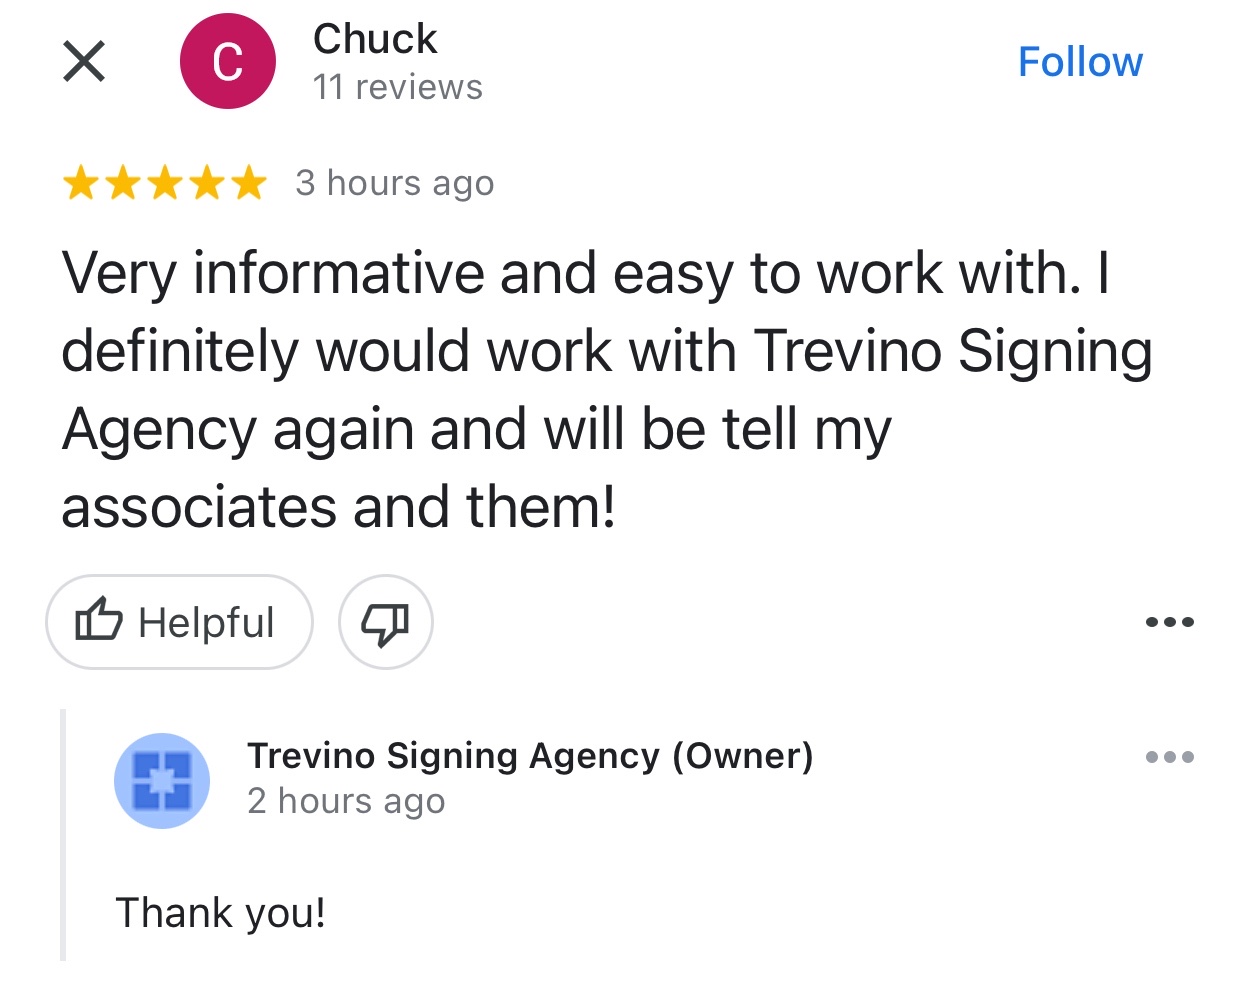 C
Chuck
11 reviews
Follow
3 hours ago
Very informative and easy to work with. I
definitely would work with Trevino Signing
Agency again and will be tell my
associates and them!
Helpful
Trevino Signing Agency (Owner)
2 hours ago
Thank you!